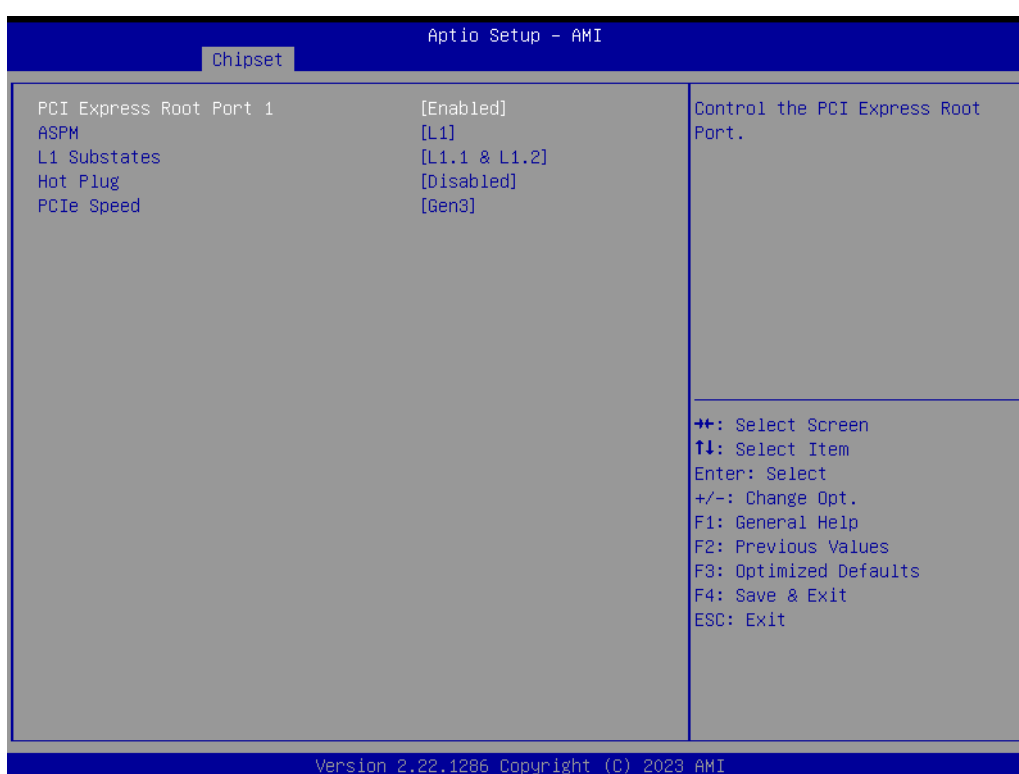 Aptio Setup – AMI
Chipset
PCI Express Root Port 1 [Enabled]
ASPM [L1]
L1 Substates [L1.1 & L1.2]
Hot Plug [Disabled]
PCIe Speed [Gen3]
Control the PCI Express Root
Port.
→←: Select Screen
↑↓: Select Item
Enter: Select
+/-: Change Opt.
F1: General Help
F2: Previous Values
F3: Optimized Defaults
F4: Save & Exit
ESC: Exit
Version 2.22.1286 Copyright (C) 2023 AMI